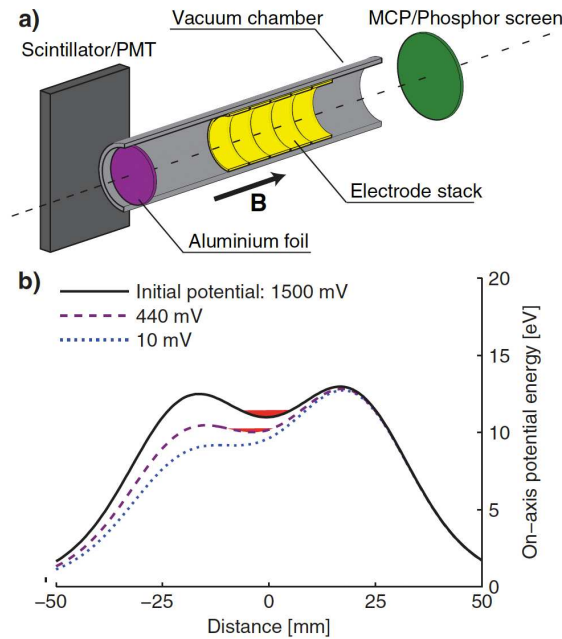 a)
Vacuum chamber
MCP/Phosphor screen
Scintillator/PMT
Electrode stack
B
Aluminium foil
b)
Initial potential: 1500 mV
440 mV
10 mV
20
15
10
5
0
On−axis potential energy [eV]
−50
−25
0
25
50
Distance [mm]